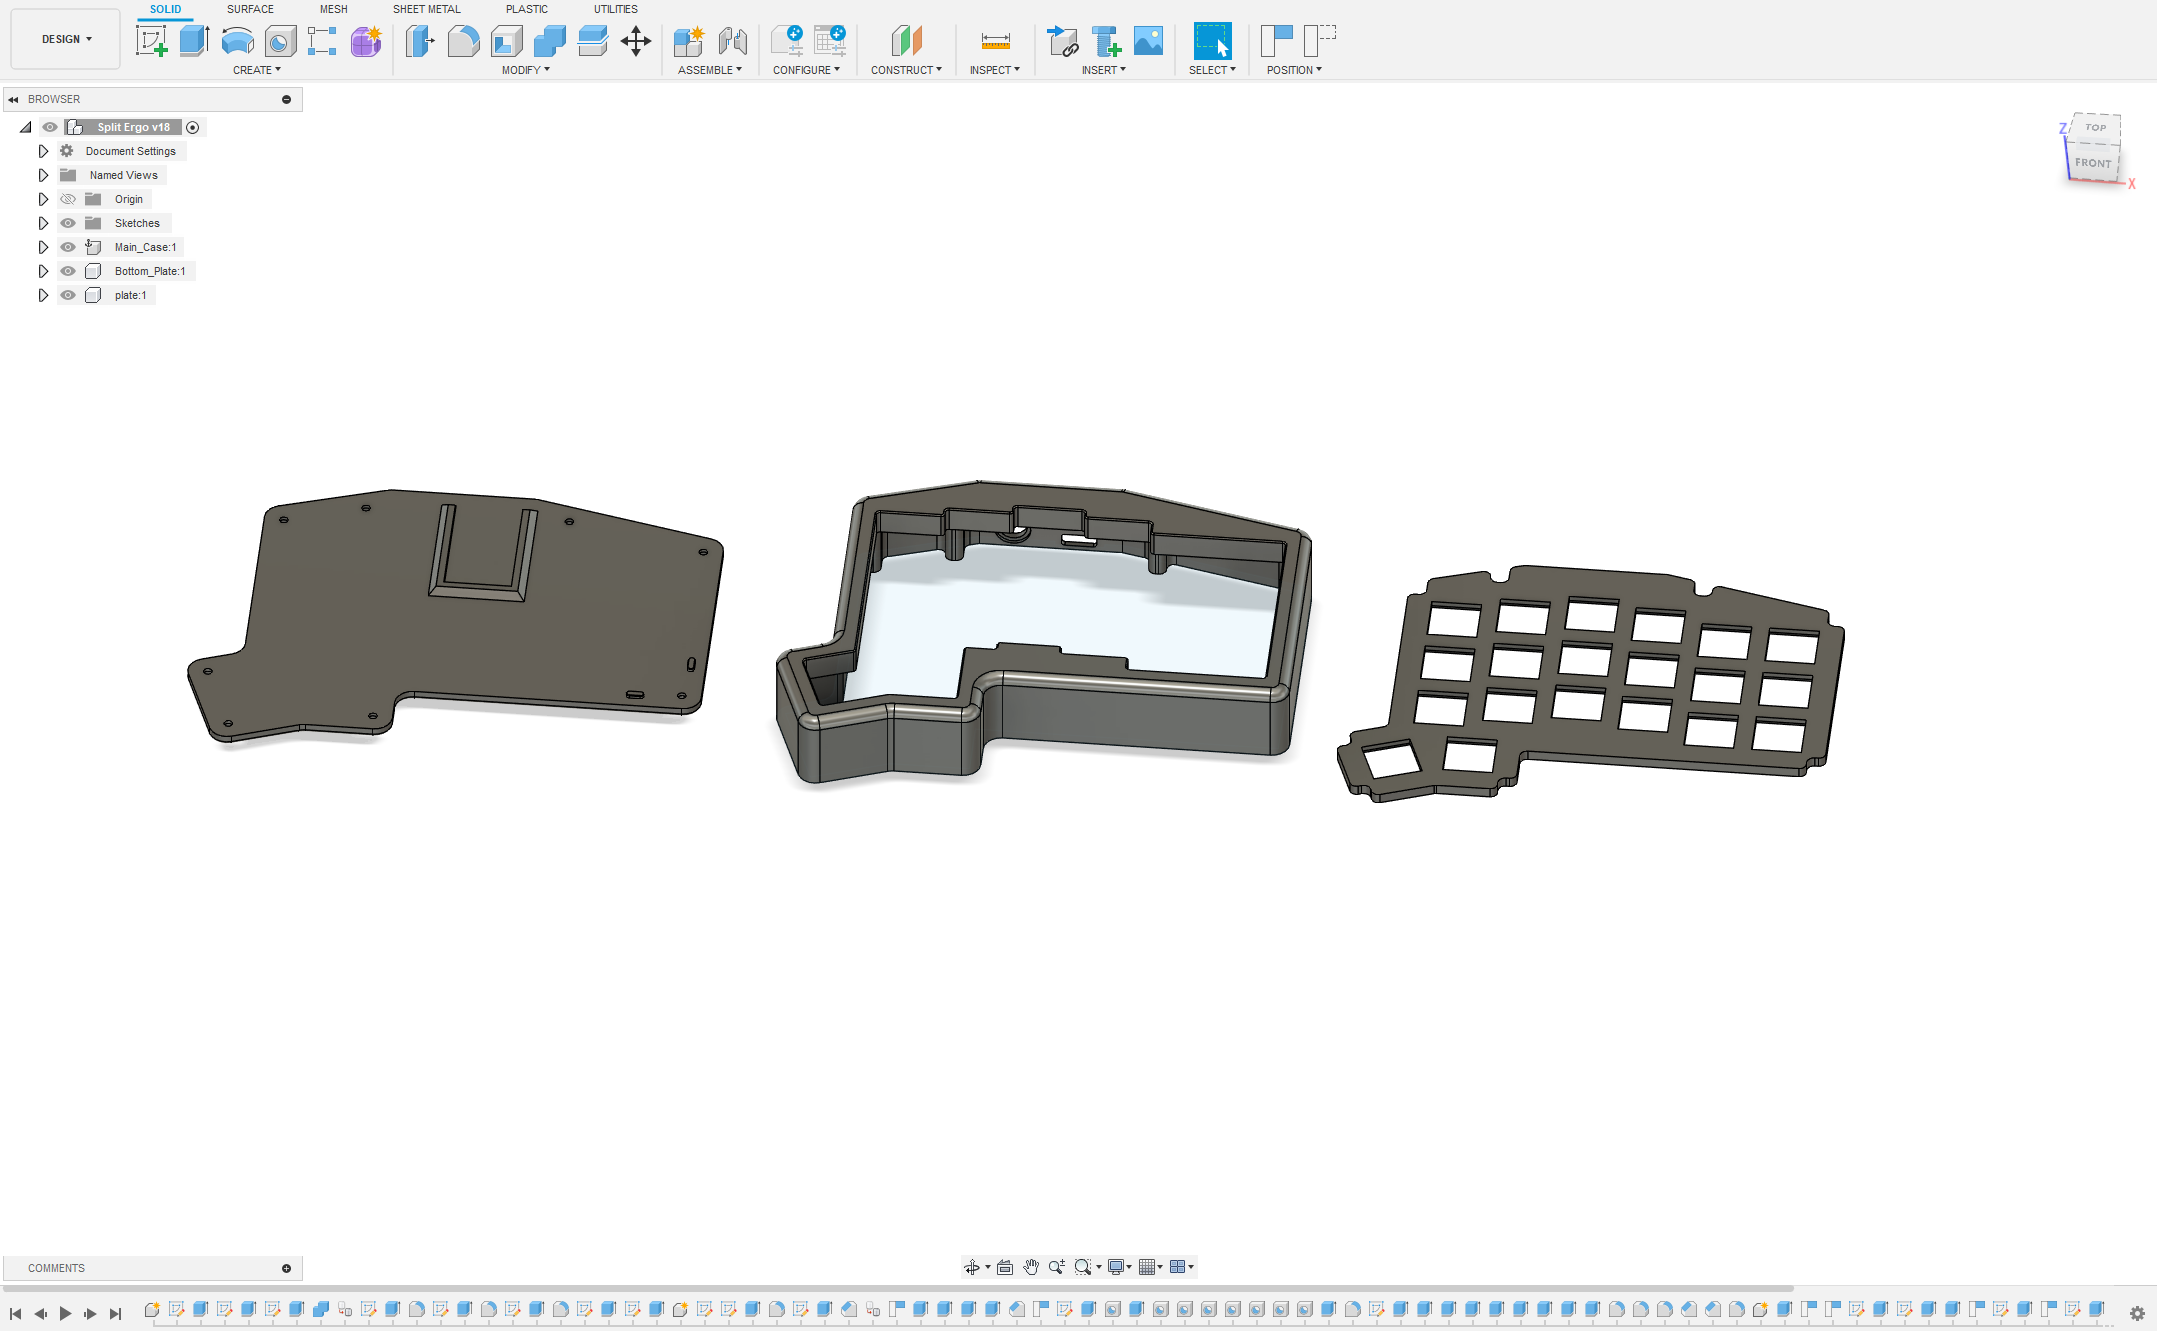 SOLID SURFACE MESH SHEET METAL PLASTIC UTILITIES
DESIGN
CREATE MODIFY ASSEMBLE CONFIGURE CONSTRUCT INSPECT INSERT SELECT POSITION
BROWSER
Split Ergo v18
Document Settings
Named Views
Origin
Sketches
Main_Case:1
Bottom_Plate:1
plate:1
Z
TOP
FRONT
X
COMMENTS